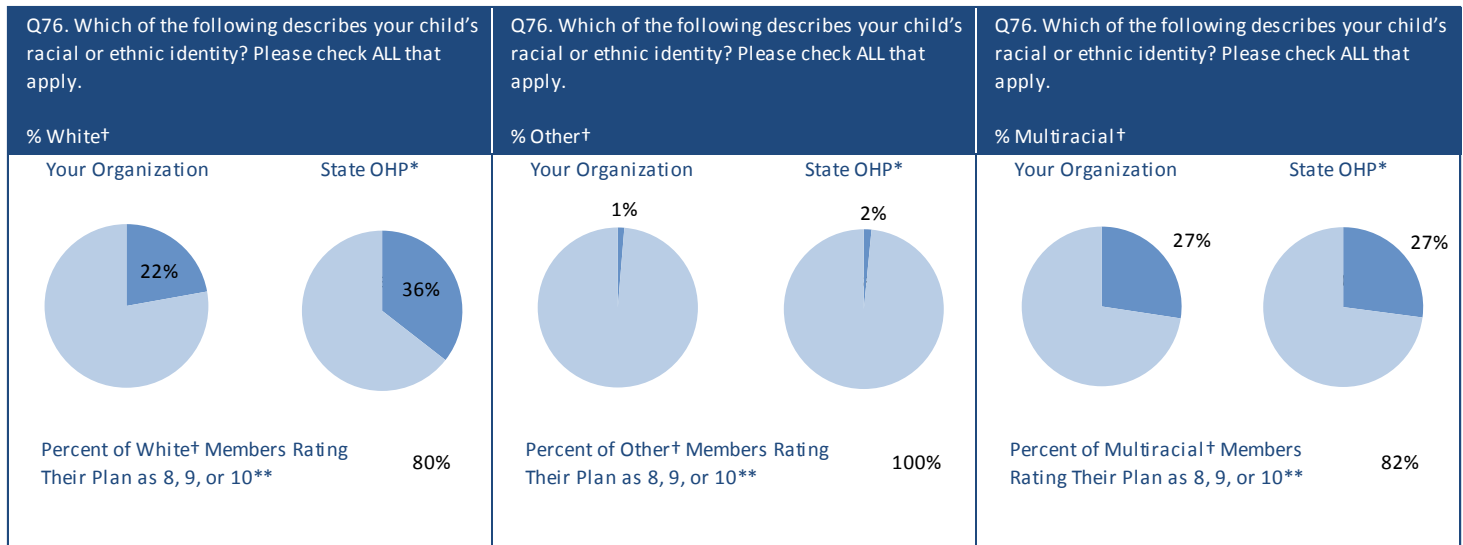 Q76. Which of the following describes your child’s
racial or ethnic identity? Please check ALL that
apply.
% White†
Your Organization
State OHP*
22%
36%
Percent of White† Members Rating
Their Plan as 8, 9, or 10**
80%
Q76. Which of the following describes your child’s
racial or ethnic identity? Please check ALL that
apply.
% Other†
Your Organization
State OHP*
1%
2%
Percent of Other† Members Rating
Their Plan as 8, 9, or 10**
100%
Q76. Which of the following describes your child’s
racial or ethnic identity? Please check ALL that
apply.
% Multiracial†
Your Organization
State OHP*
27%
27%
Percent of Multiracial† Members
Rating Their Plan as 8, 9, or 10**
82%